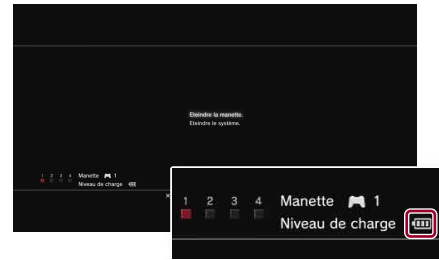 Eteindre la manette.
Eteindre le système.
1 2 3 4 Manette 1
Niveau de charge
×
1 2 3 4 Manette 1
Niveau de charge